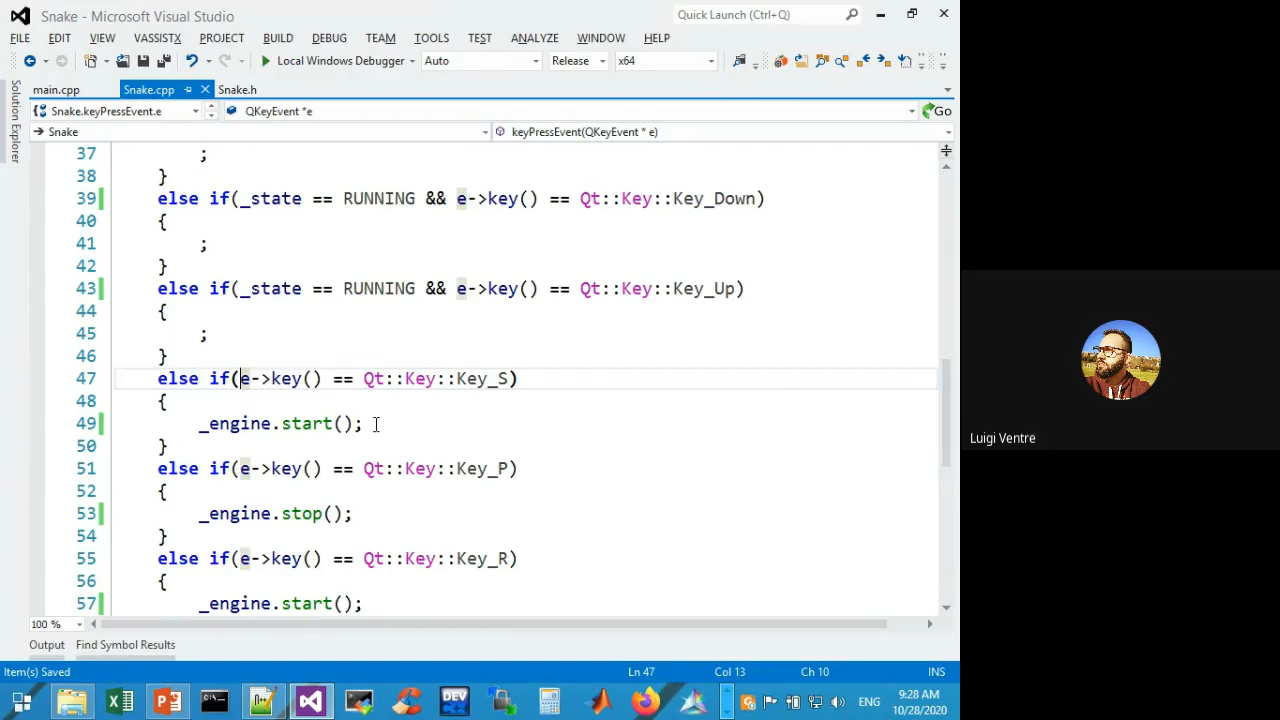 Snake - Microsoft Visual Studio
Quick Launch (Ctrl+Q)
FILE EDIT VIEW VASSISTX PROJECT BUILD DEBUG TEAM TOOLS TEST ANALYZE WINDOW HELP
Local Windows Debugger Auto Release x64
Solution Explorer
main.cpp Snake.cpp Snake.h
Snake.keyPressEvent.e QKeyEvent *e Go
Snake keyPressEvent(QKeyEvent * e)
37 ;
38 }
39 else if(_state == RUNNING && e->key() == Qt::Key::Key_Down)
40 {
41 ;
42 }
43 else if(_state == RUNNING && e->key() == Qt::Key::Key_Up)
44 {
45 ;
46 }
47 else if(e->key() == Qt::Key::Key_S)
48 {
49 _engine.start();
50 }
51 else if(e->key() == Qt::Key::Key_P)
52 {
53 _engine.stop();
54 }
55 else if(e->key() == Qt::Key::Key_R)
56 {
57 _engine.start();
100 %
Output Find Symbol Results
Item(s) Saved Ln 47 Col 13 Ch 10 INS
DEV
ENG
9:28 AM
10/28/2020
Luigi Ventre